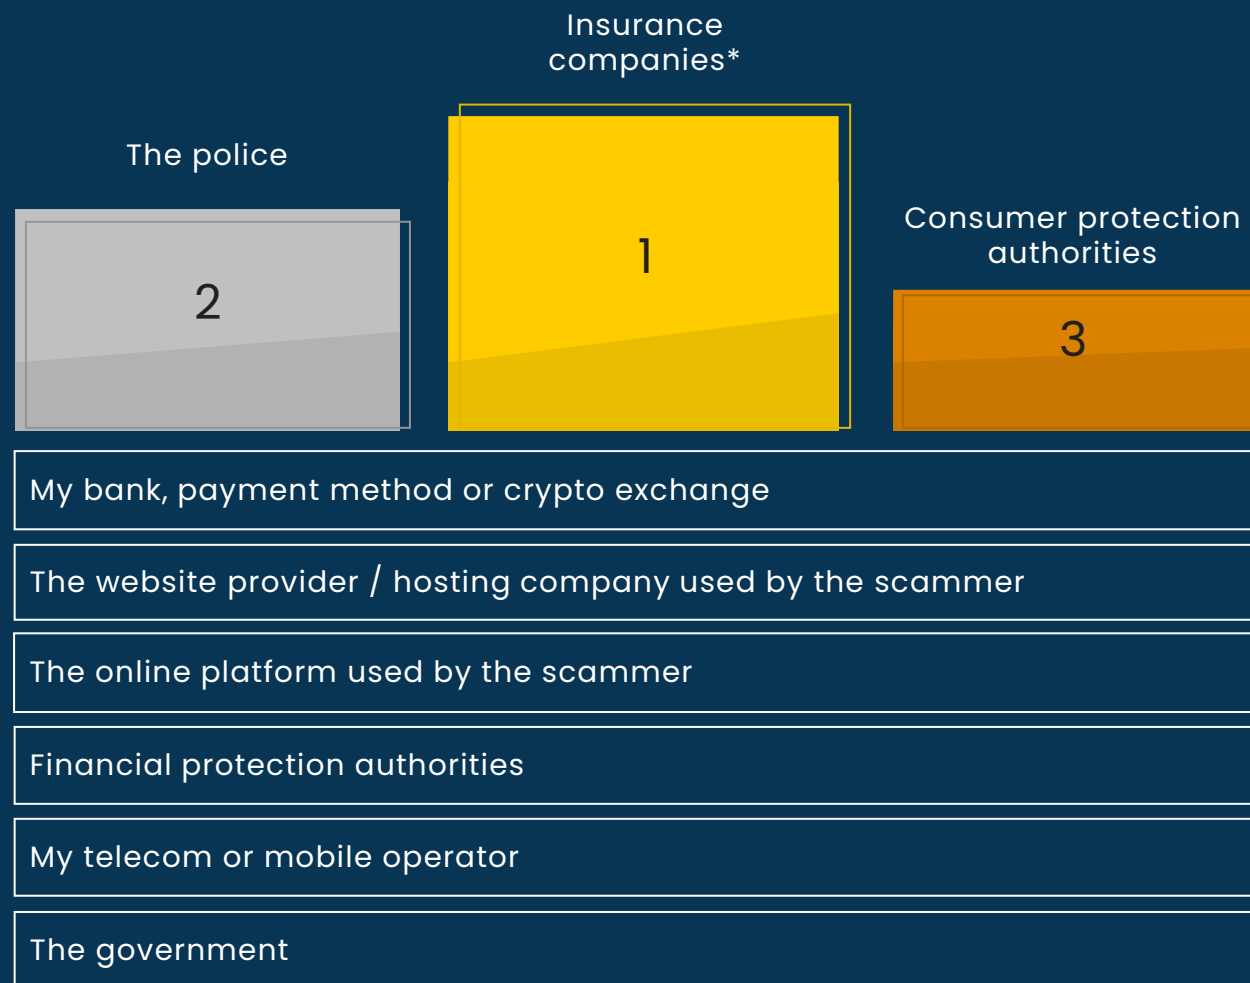 Insurance
companies*
The police
Consumer protection
authorities
2
1
3
My bank, payment method or crypto exchange
The website provider / hosting company used by the scammer
The online platform used by the scammer
Financial protection authorities
My telecom or mobile operator
The government